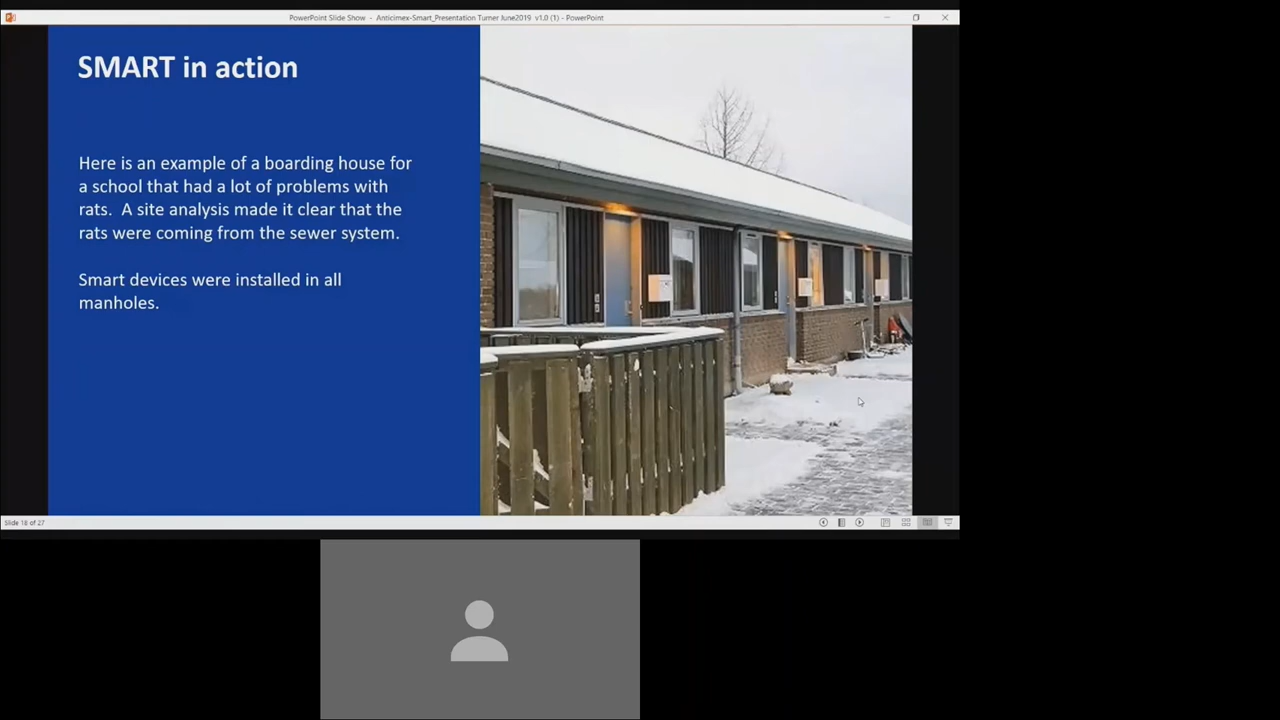 PowerPoint Slide Show - Anticimex-Smart_Presentation Turner June2019 v1.0 (1) - PowerPoint
SMART in action
Here is an example of a boarding house for
a school that had a lot of problems with
rats. A site analysis made it clear that the
rats were coming from the sewer system.
Smart devices were installed in all
manholes.
Slide 18 of 27